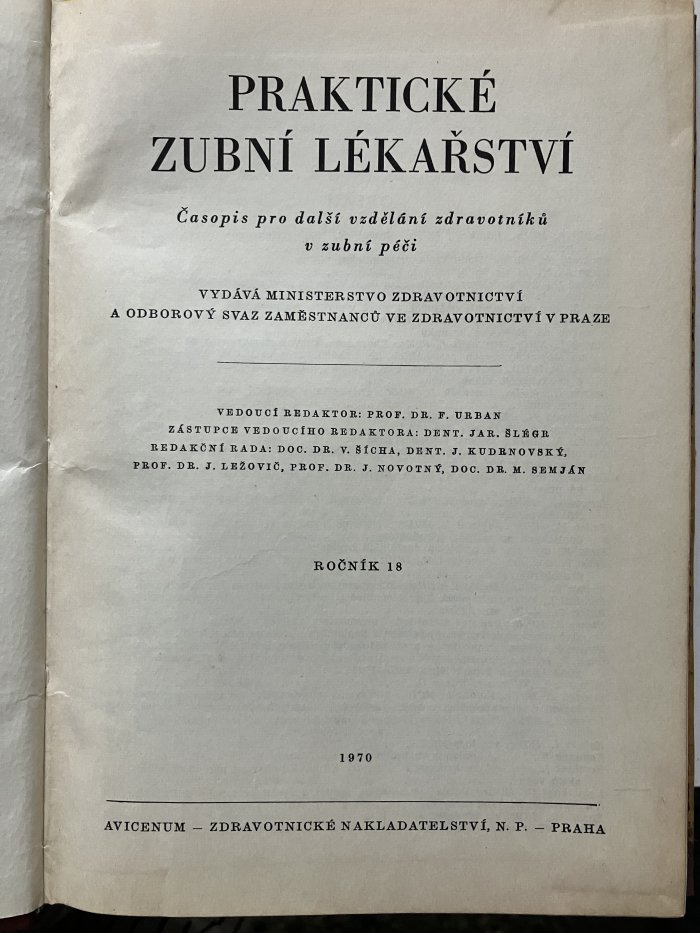 PRAKTICKÉ
ZUBNÍ LÉKAŘSTVÍ
Časopis pro další vzdělání zdravotníků
v zubní péči
VYDÁVÁ MINISTERSTVO ZDRAVOTNICTVÍ
A ODBOROVÝ SVAZ ZAMĚSTNANCŮ VE ZDRAVOTNICTVÍ V PRAZE
VEDOUCÍ REDAKTOR: PROF. DR. F. URBAN
ZÁSTUPCE VEDOUCÍHO REDAKTORA: DENT. JAR. ŠLÉGR
REDAKČNÍ RADA: DOC. DR. V. ŠÍCHA, DENT. J. KUDRNOVSKÝ,
PROF. DR. J. LEŽOVIČ, PROF. DR. J. NOVOTNÝ, DOC. DR. M. SEMJÁN
ROČNÍK 18
1970
AVICENUM — ZDRAVOTNICKÉ NAKLADATELSTVÍ, N. P. — PRAHA